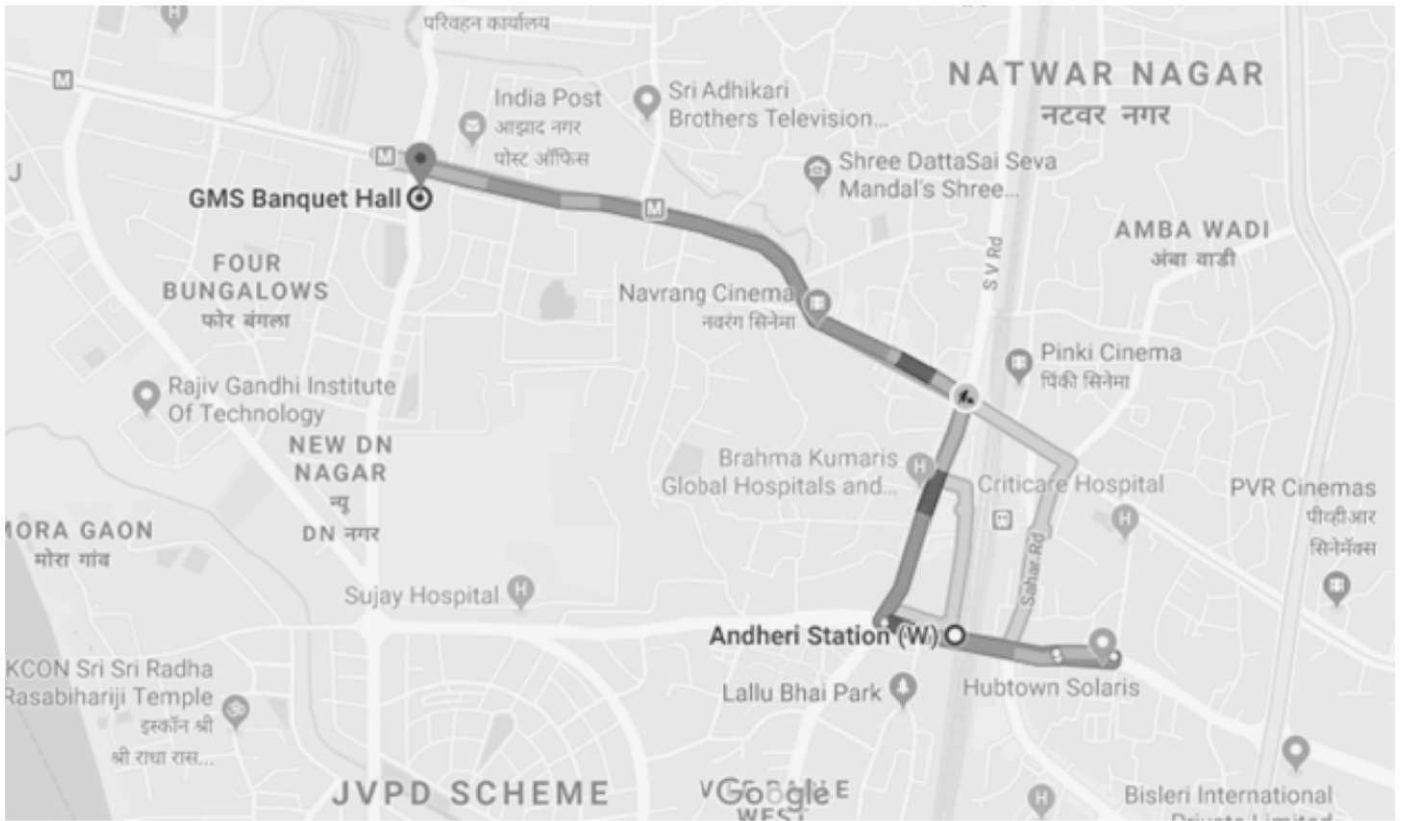 परिवहन कार्यालय
NATWAR NAGAR
नटवर नगर
India Post
आझाद नगर
पोस्ट ऑफिस
Sri Adhikari
Brothers Television...
Shree DattaSai Seva
Mandal's Shree...
J
GMS Banquet Hall
AMBA WADI
अंबा वाडी
S V Rd
FOUR
BUNGALOWS
फोर बंगला
Navrang Cinema
नवरंग सिनेमा
Pinki Cinema
पिंकी सिनेमा
Rajiv Gandhi Institute
Of Technology
NEW DN
NAGAR
न्यू
DN नगर
Brahma Kumaris
Global Hospitals and...
Criticare Hospital
PVR Cinemas
पीव्हीआर
सिनेमॅक्स
MORA GAON
मोरा गांव
Sahar Rd
Sujay Hospital
Andheri Station (W)
KCON Sri Sri Radha
Rasabihariji Temple
इस्कॉन श्री
श्री राधा रास...
Lallu Bhai Park
Hubtown Solaris
JVPD SCHEME
Google
WEST
Bisleri International
Private Limited